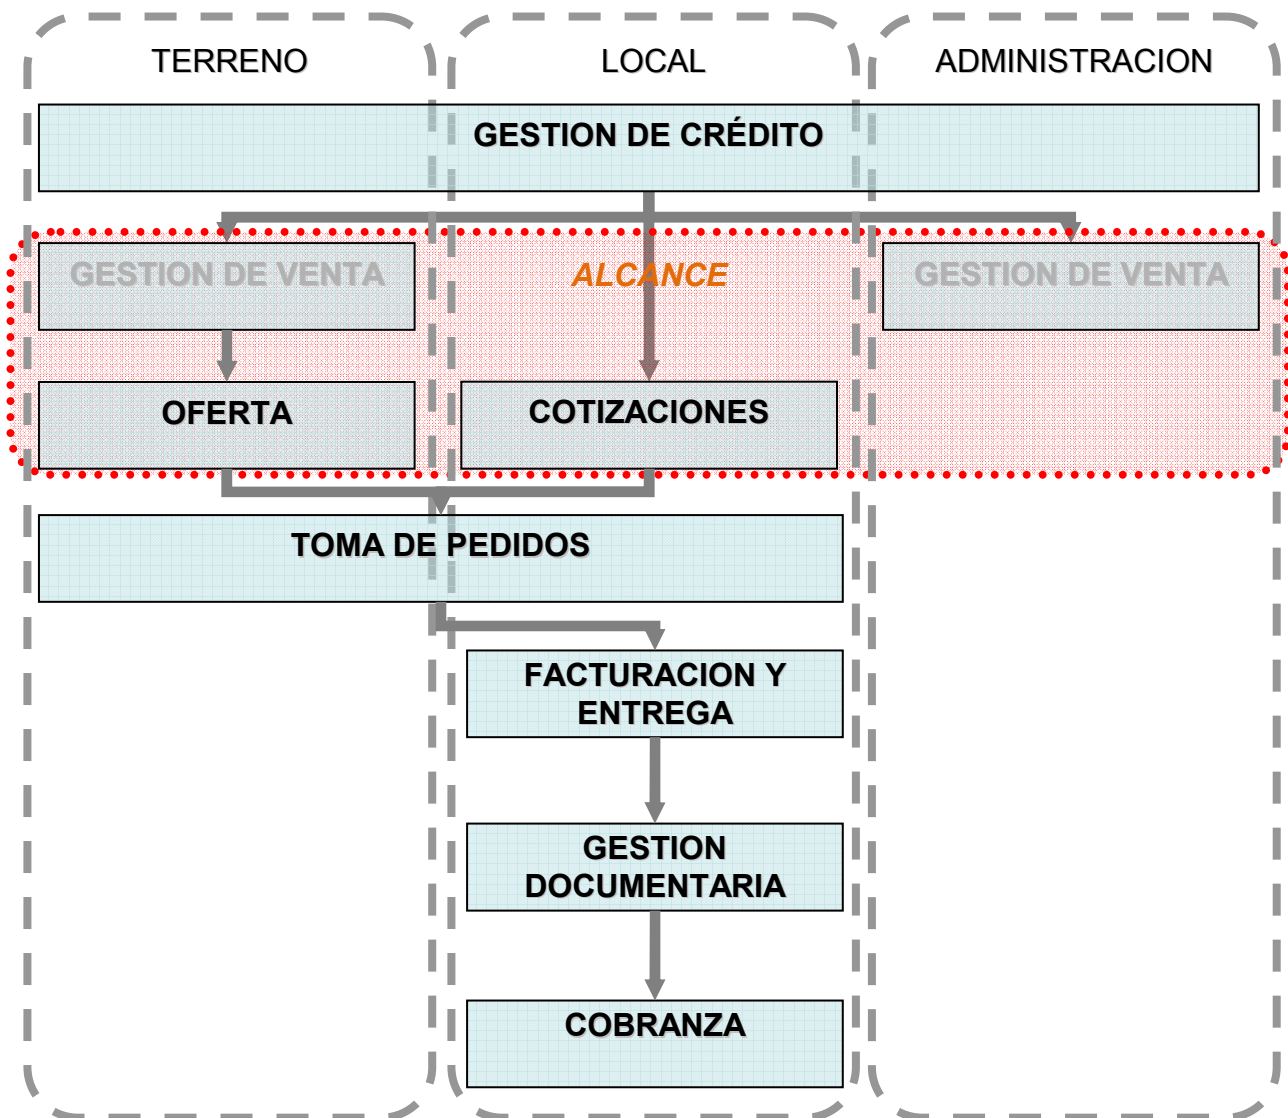 TERRENO
LOCAL
ADMINISTRACION
GESTION DE CRÉDITO
GESTION DE VENTA
ALCANCE
GESTION DE VENTA
OFERTA
COTIZACIONES
TOMA DE PEDIDOS
FACTURACION Y
ENTREGA
GESTION
DOCUMENTARIA
COBRANZA